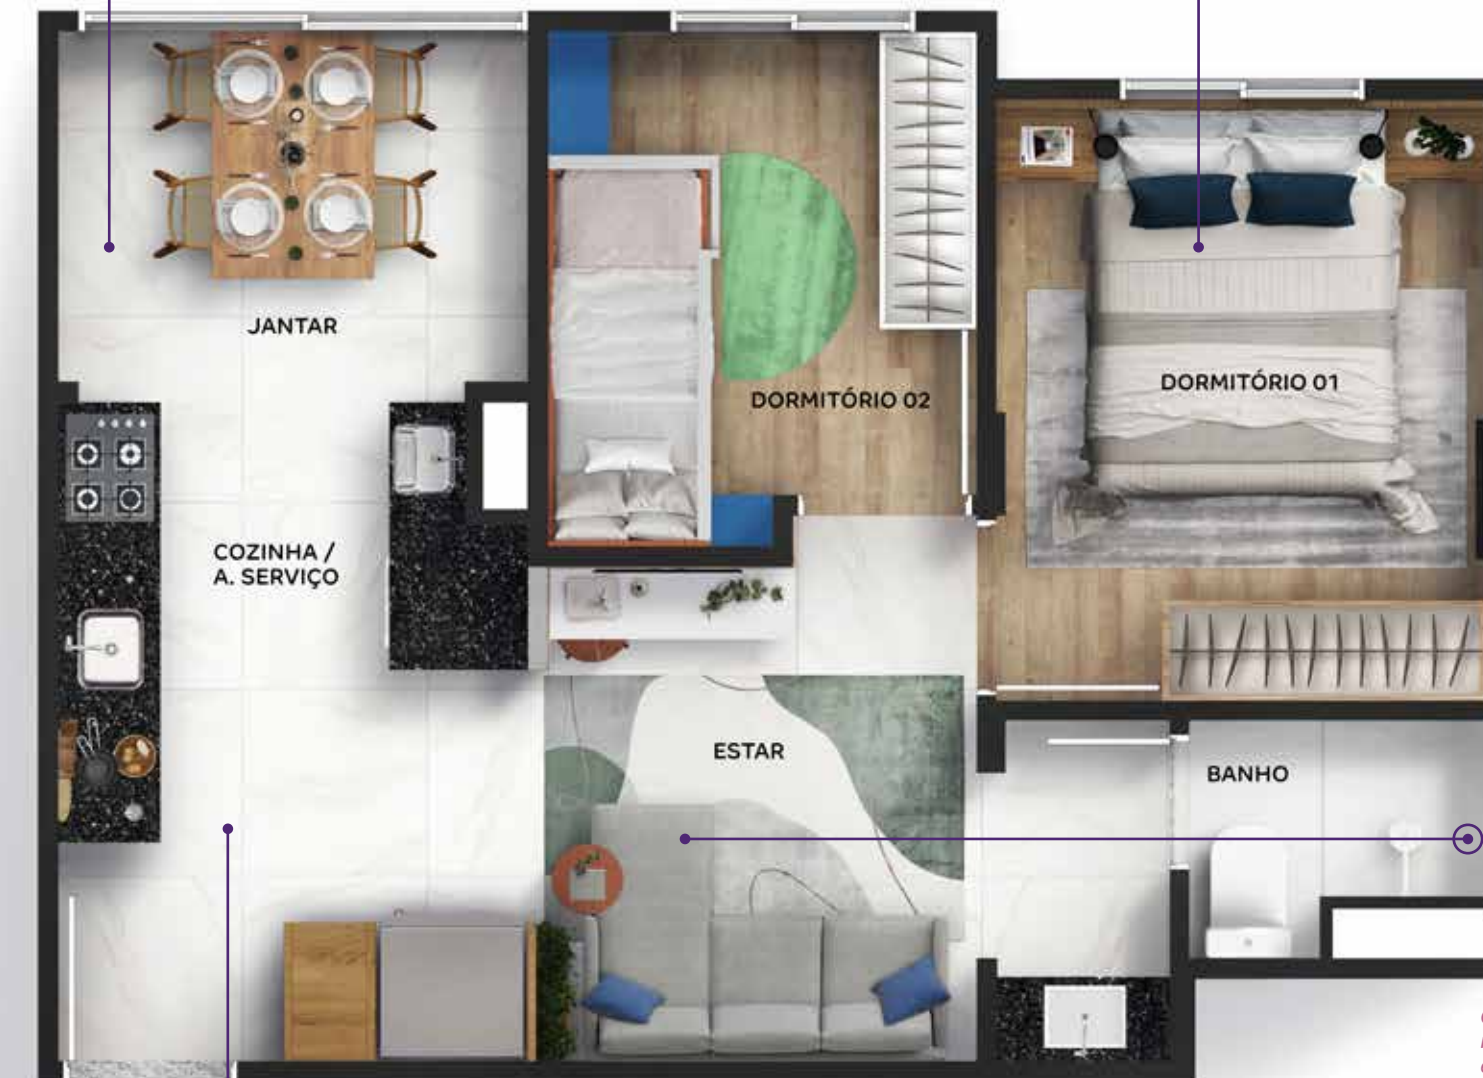 JANTAR
DORMITÓRIO 02
DORMITÓRIO 01
COZINHA /
A. SERVIÇO
ESTAR
BANHO